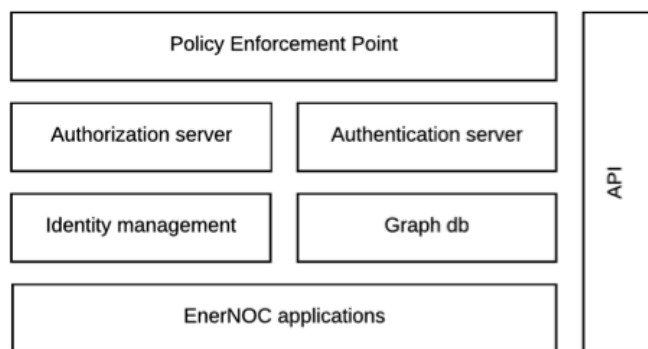 Policy Enforcement Point
Authorization server
Authentication server
Identity management
Graph db
EnerNOC applications
API